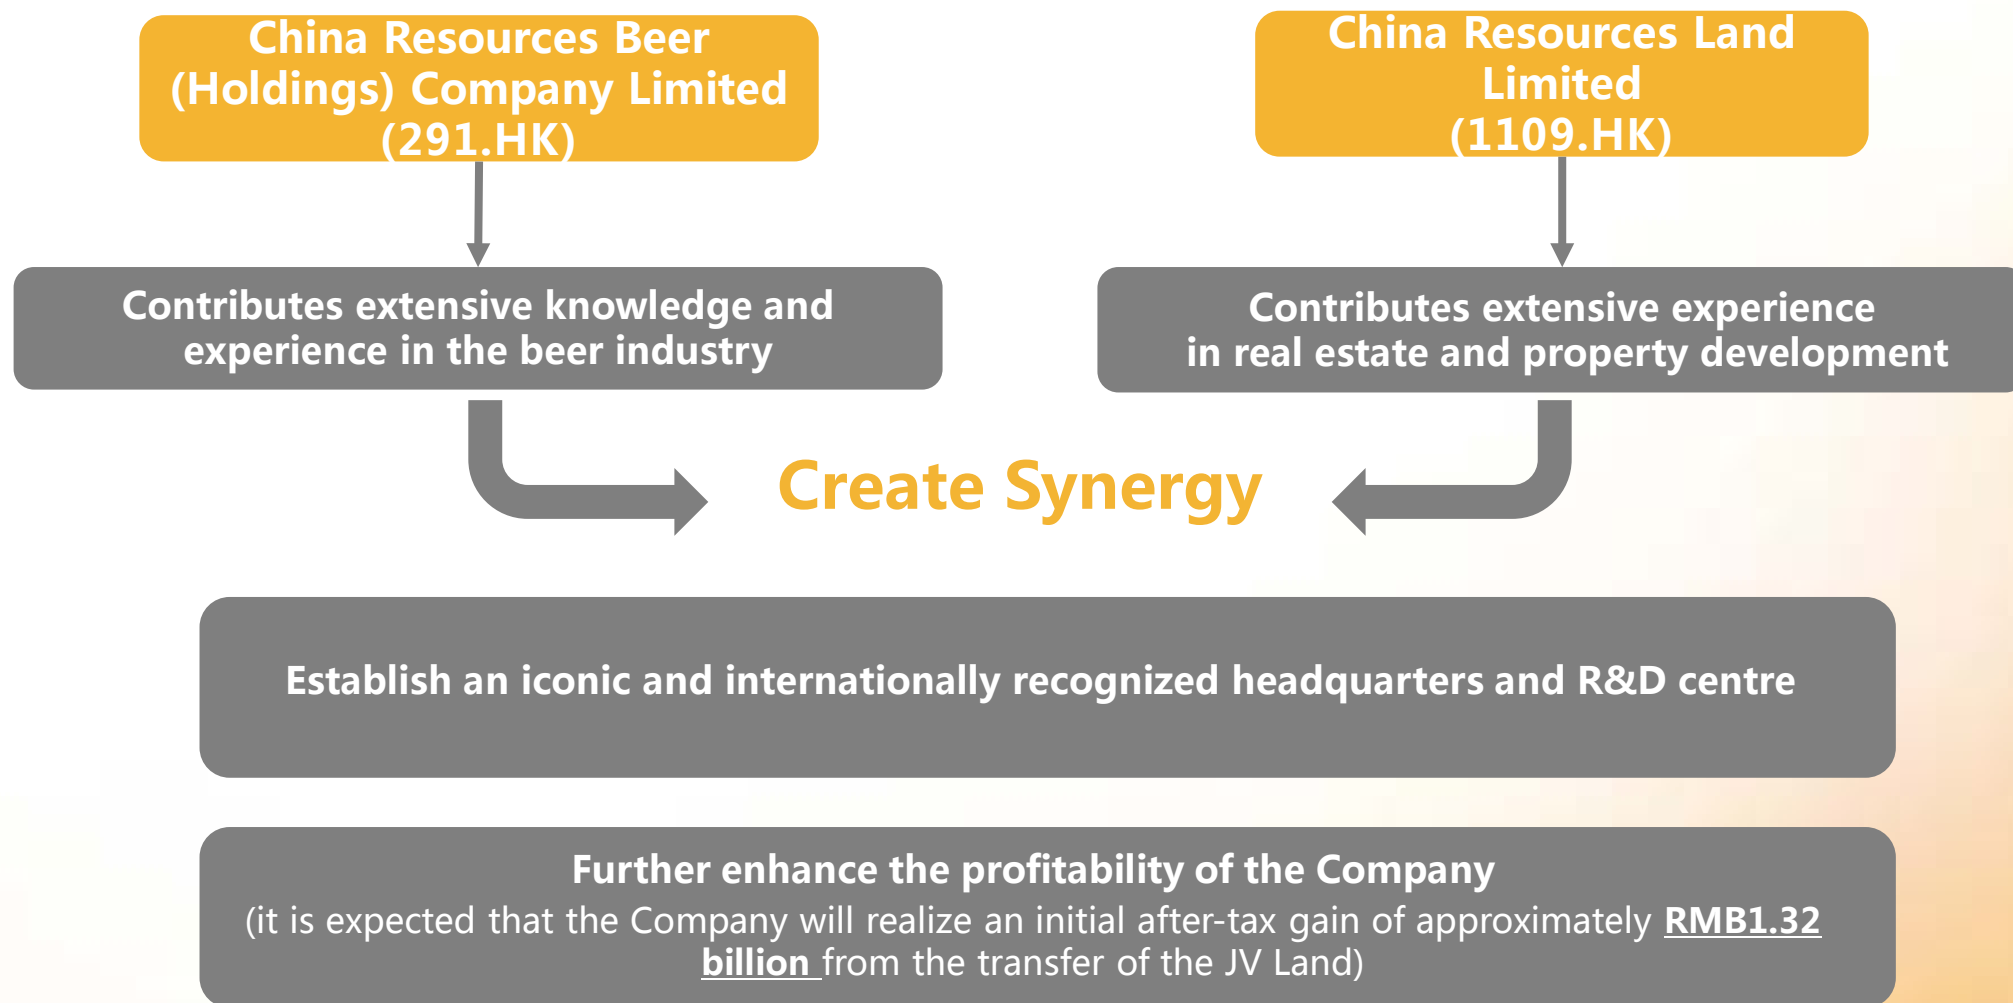 China Resources Beer
(Holdings) Company Limited
(291.HK)
China Resources Land
Limited
(1109.HK)
Contributes extensive knowledge and
experience in the beer industry
Contributes extensive experience
in real estate and property development
Create Synergy
Establish an iconic and internationally recognized headquarters and R&D centre
Further enhance the profitability of the Company
(it is expected that the Company will realize an initial after-tax gain of approximately RMB1.32
billion from the transfer of the JV Land)